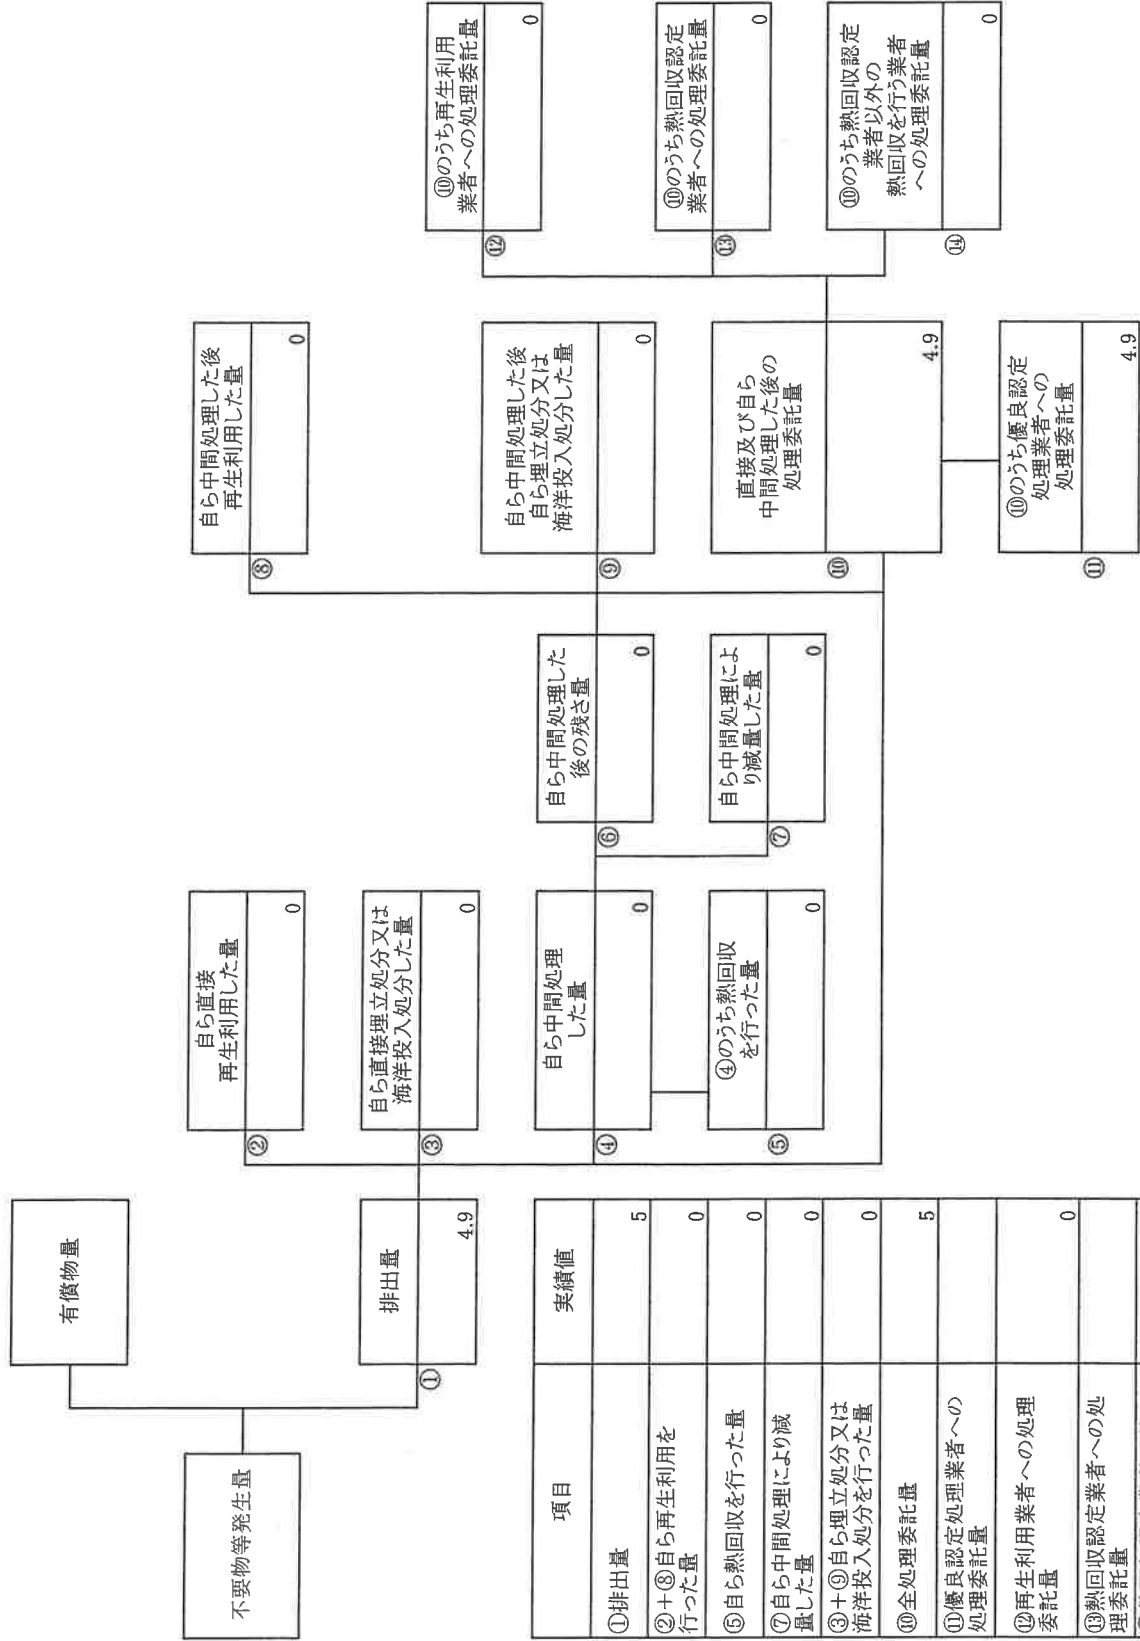 不要物等発生量
有償物量
①
排出量
4.9
②
自ら直接
再生利用した量
0
③
自ら直接埋立処分又は
海洋投入処分した量
0
④
自ら中間処理
した量
0
⑤
④のうち熱回収
を行った量
0
⑥
自ら中間処理した
後の残さ量
0
⑦
自ら中間処理によ
り減量した量
0
⑧
自ら中間処理した後
再生利用した量
0
⑨
自ら中間処理した後
自ら埋立処分又は
海洋投入処分した量
0
⑩
直接及び自ら
中間処理した後の
処理委託量
4.9
⑪
⑩のうち優良認定
処理業者への
処理委託量
4.9
⑫
⑩のうち再生利用
業者への処理委託量
0
⑬
⑩のうち熱回収認定
業者への処理委託量
0
⑭
⑩のうち熱回収認定
業者以外の
熱回収を行う業者
への処理委託量
0
項目 実績値
①排出量 5
②+⑧自ら再生利用を
行った量 0
⑤自ら熱回収を行った量 0
⑦自ら中間処理により減
量した量 0
③+⑨自ら埋立処分又は
海洋投入処分を行った量 0
⑩全処理委託量 5
⑪優良認定処理業者への
処理委託量
⑫再生利用業者への処理
委託量 0
⑬熱回収認定業者への処
理委託量